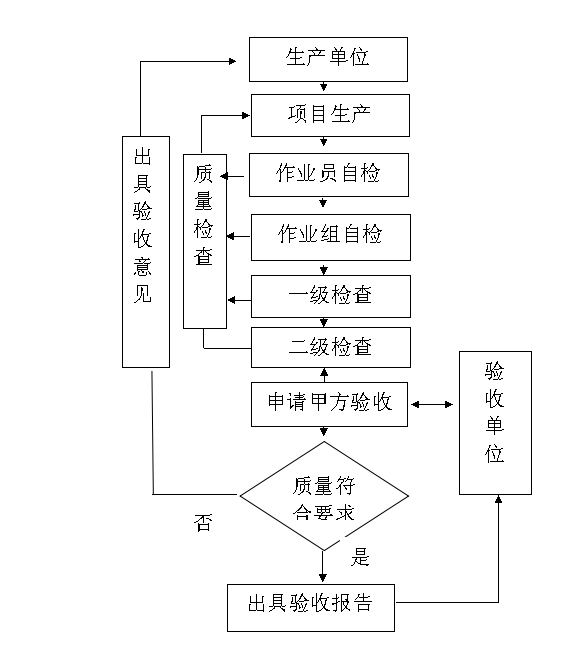 生产单位
项目生产
出具验收意见
质量检查
作业员自检
作业组自检
一级检查
二级检查
申请甲方验收
验收单位
质量符
合要求
否
是
出具验收报告